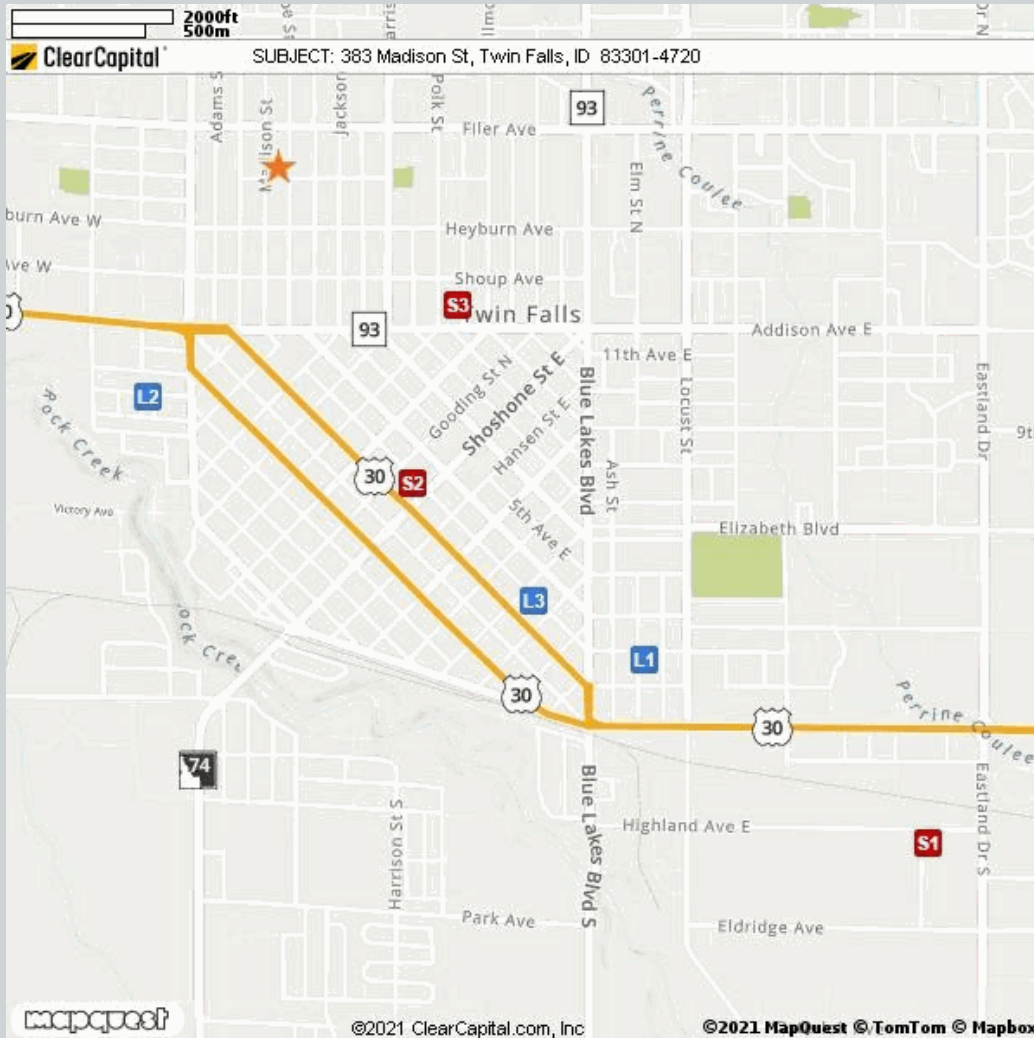 2000ft
500m
Dr N
ClearCapital
SUBJECT: 383 Madison St, Twin Falls, ID 83301-4720
Adams S
Jackson
Polk St
93
Perrine Coulee
Filer Ave
Elm St N
burn Ave W
Heyburn Ave
Ave W
Shoup Ave
S3
Twin Falls
93
Addison Ave E
11th Ave E
L2
Gooding St N
Shoshone St E
Hansen St E
Blue Lakes Blvd
Locust St
Eastland Dr
Rock Creek
30
S2
Ash St
5th Ave E
Victory Ave
Elizabeth Blvd
L3
ock Cree
L1
30
30
Perrine Coulee
74
Blue Lakes Blvd S
Highland Ave E
S1
Eastland Dr S
Harrison St S
Park Ave
Eldridge Ave
mapquest
©2021 ClearCapital.com, Inc
©2021 MapQuest © TomTom © Mapbox